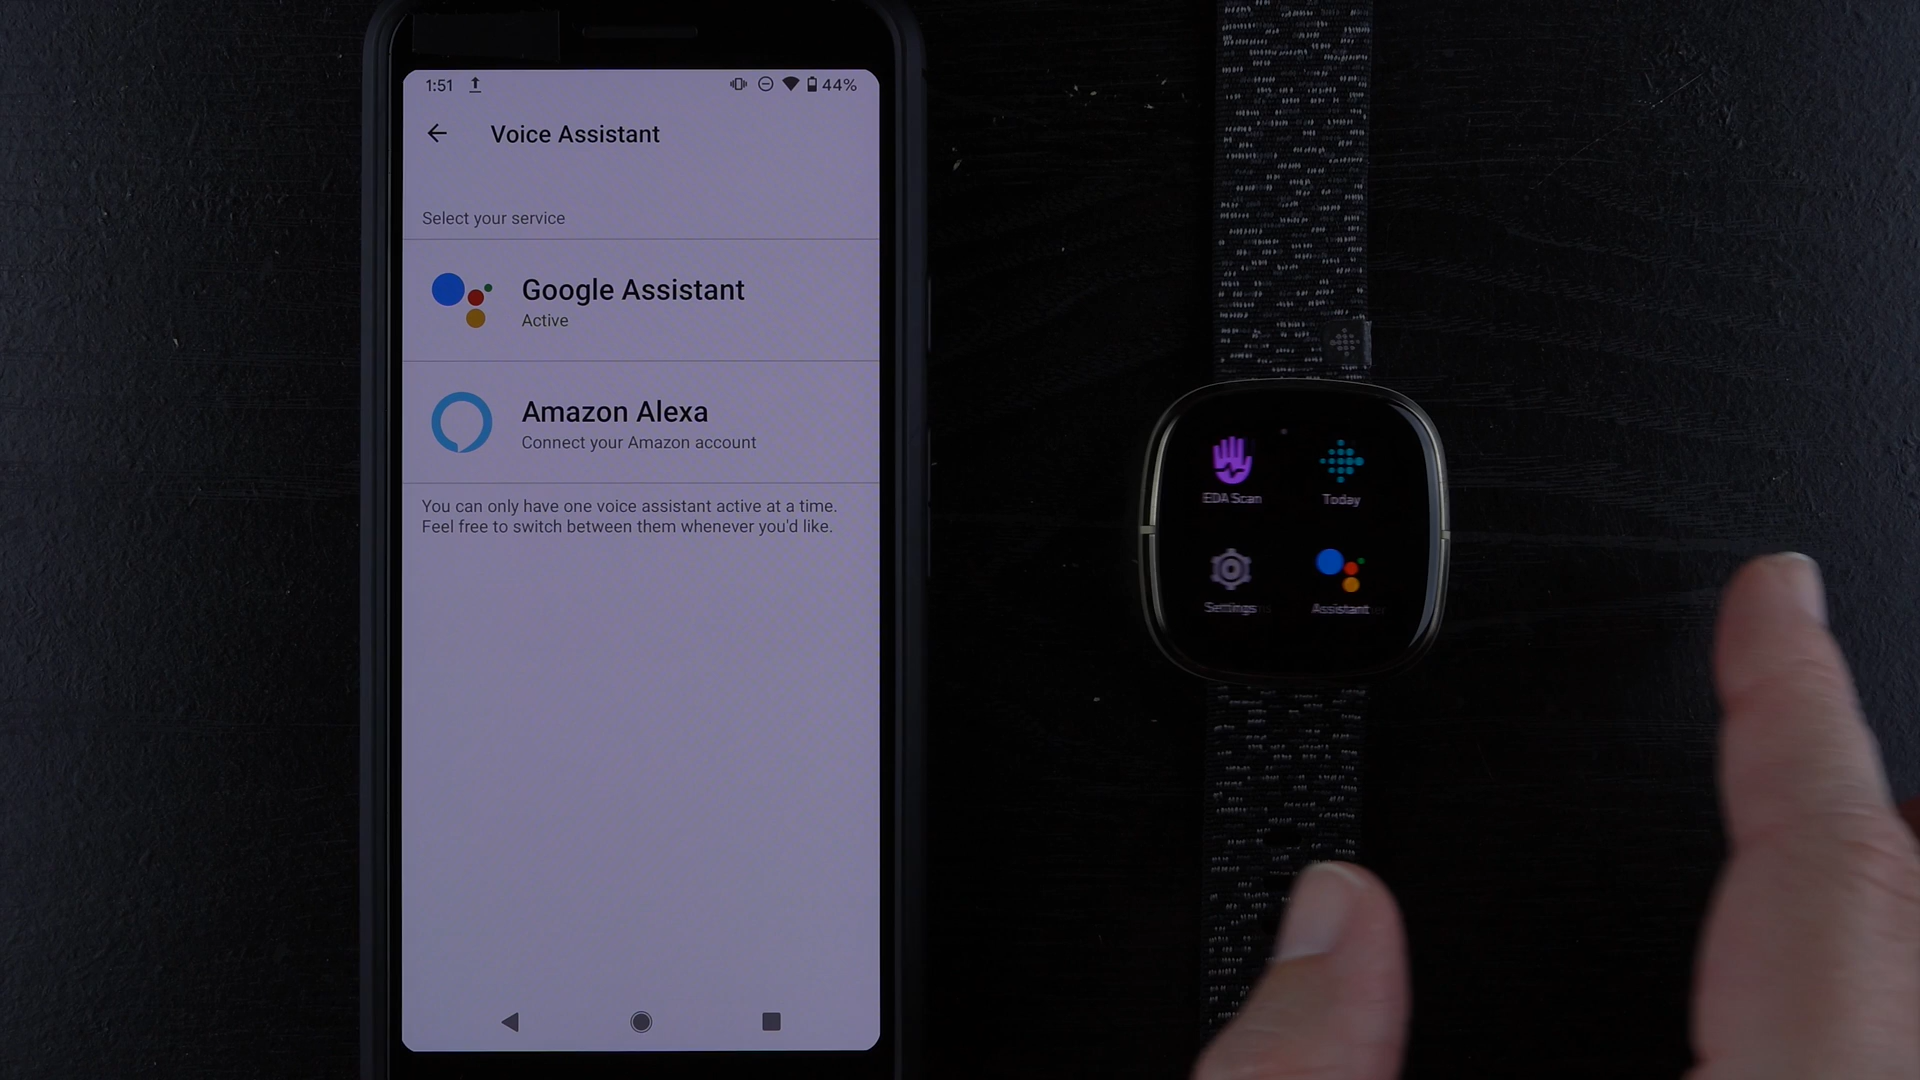 1:51
44%
Voice Assistant
Select your service
Google Assistant
Active
Amazon Alexa
Connect your Amazon account
You can only have one voice assistant active at a time.
Feel free to switch between them whenever you'd like.
EDA Scan
Today
Settings
Assistant